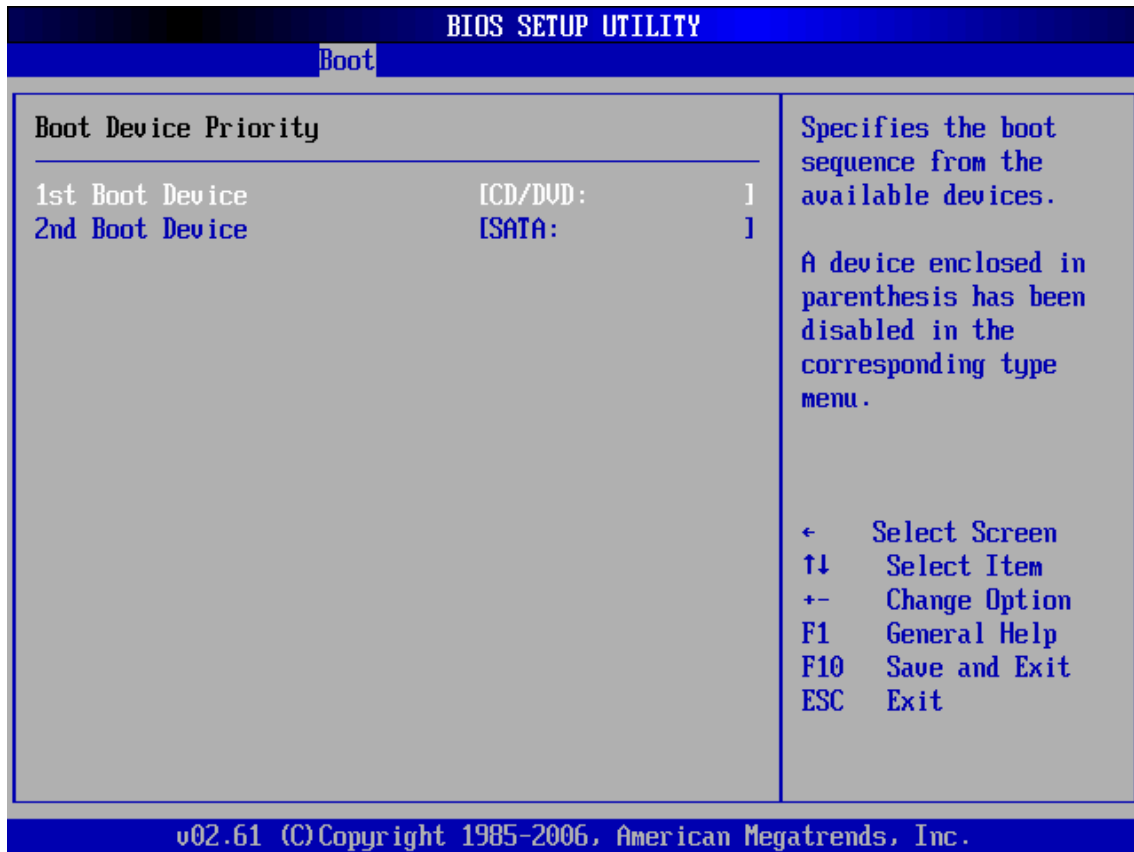 BIOS SETUP UTILITY
Boot
Boot Device Priority
1st Boot Device [CD/DVD: ]
2nd Boot Device [SATA: ]
Specifies the boot
sequence from the
available devices.
A device enclosed in
parenthesis has been
disabled in the
corresponding type
menu.
← Select Screen
↑↓ Select Item
+- Change Option
F1 General Help
F10 Save and Exit
ESC Exit
v02.61 (C)Copyright 1985-2006, American Megatrends, Inc.